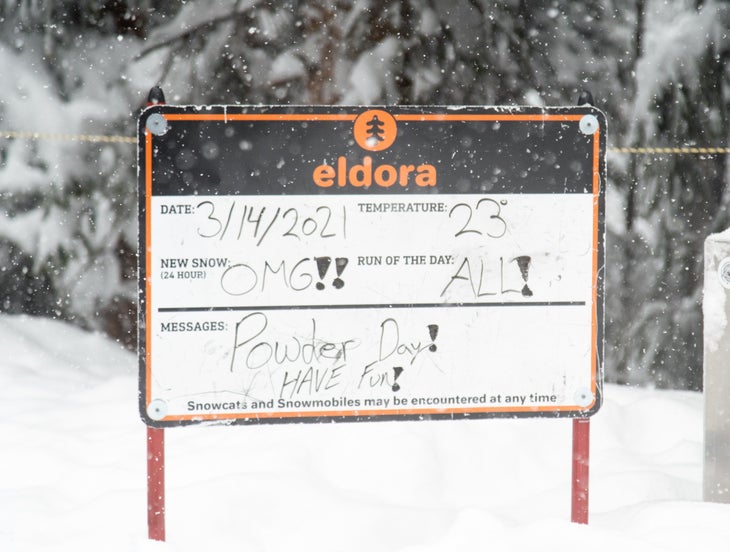 eldora
DATE: 3/14/2021 TEMPERATURE: 23°
NEW SNOW: OMG!! RUN OF THE DAY: ALL!
(24 HOUR)
MESSAGES: Powder Day!
HAVE Fun!
Snowcats and Snowmobiles may be encountered at any time